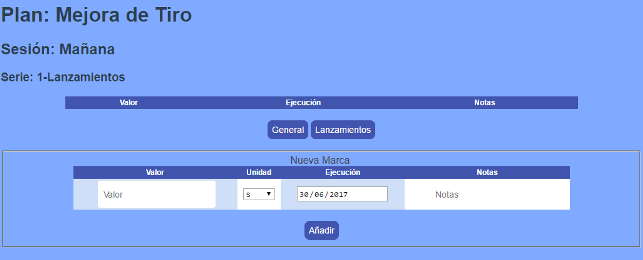 Plan: Mejora de Tiro
Sesión: Mañana
Serie: 1-Lanzamientos
Valor Ejecución Notas
General Lanzamientos
Nueva Marca
Valor Unidad Ejecución Notas
Valor s 30/06/2017 Notas
Añadir